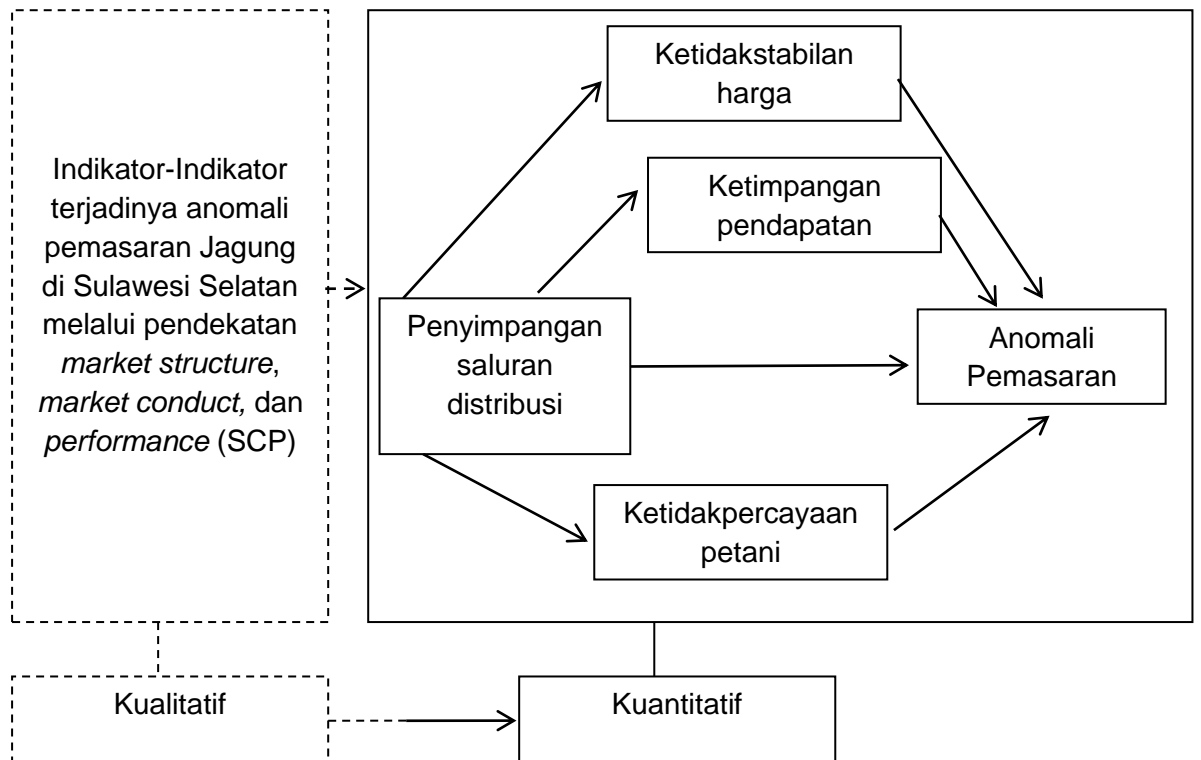 Indikator-Indikator
terjadinya anomali
pemasaran Jagung
di Sulawesi Selatan
melalui pendekatan
market structure,
market conduct, dan
performance (SCP)
Ketidakstabilan
harga
Ketimpangan
pendapatan
Penyimpangan
saluran
distribusi
Anomali
Pemasaran
Ketidakpercayaan
petani
Kualitatif
Kuantitatif